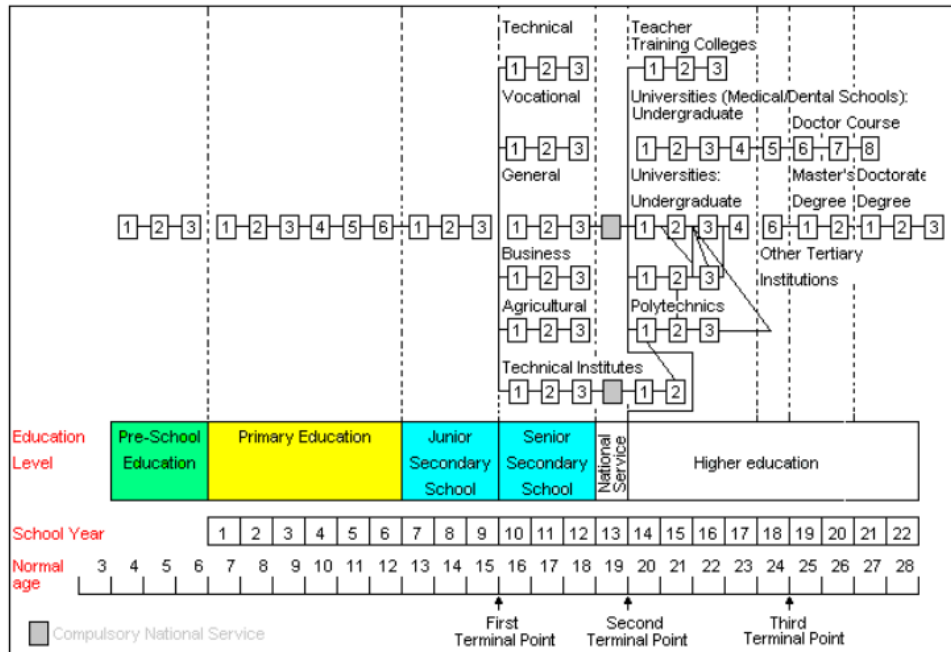 Technical
Teacher
Training Colleges
1 2 3
1 2 3
Vocational
Universities (Medical/Dental Schools):
Undergraduate
Doctor Course
1 2 3
1 2 3 4 5 6 7 8
General
Universities:
Master's Doctorate
Undergraduate
Degree Degree
1 2 3
1 2 3 4 5 6
1 2 3
1 2 3
1 2 3 4
6 1 2 1 2 3
Business
Other Tertiary
Institutions
1 2 3
1 2 3
Agricultural
Polytechnics
1 2 3
1 2 3
Technical Institutes
1 2 3
1 2
Education
Level
Pre-School
Education
Primary Education
Junior
Secondary
School
Senior
Secondary
School
National
Service
Higher education
School Year
1 2 3 4 5 6 7 8 9 10 11 12 13 14 15 16 17 18 19 20 21 22
Normal
age
3 4 5 6 7 8 9 10 11 12 13 14 15 16 17 18 19 20 21 22 23 24 25 26 27 28
First
Terminal Point
Second
Terminal Point
Third
Terminal Point
Compulsory National Service